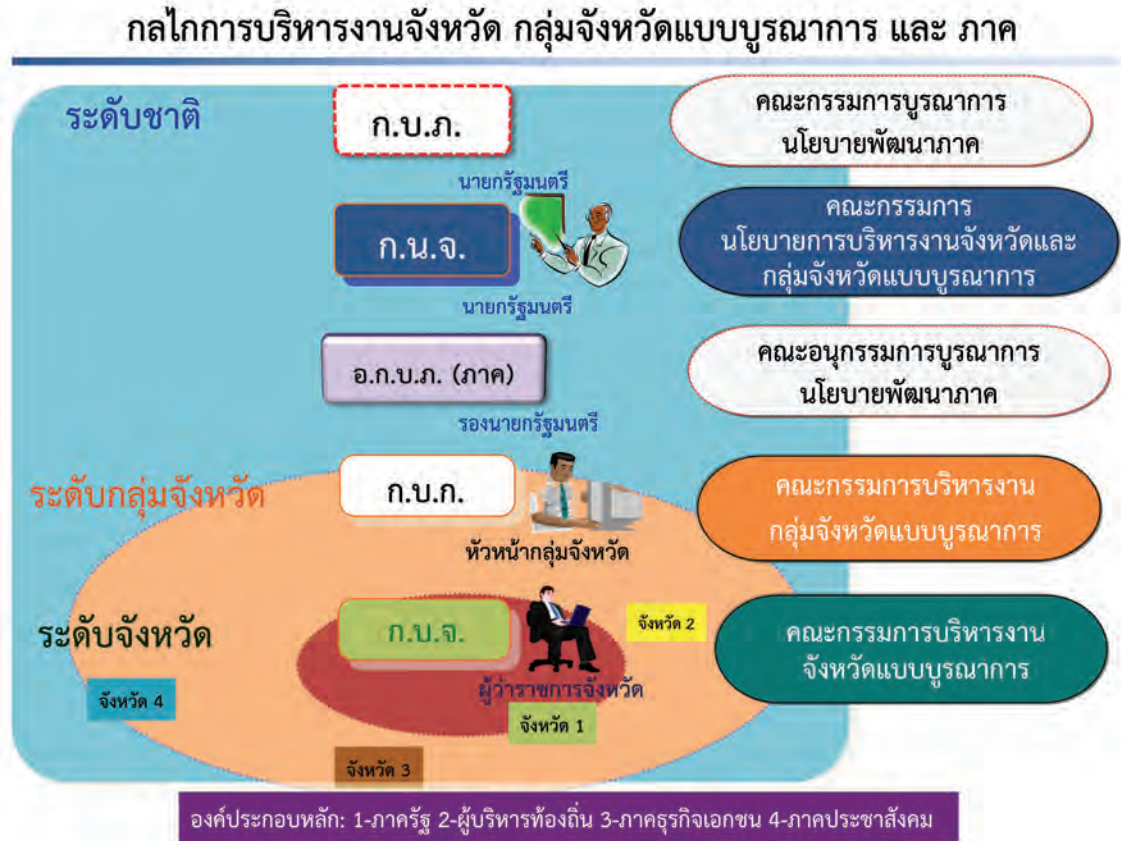 กลไกการบริหารงานจังหวัด กลุ่มจังหวัดแบบบูรณาการ และ ภาค
ระดับชาติ
ก.บ.ภ.
คณะกรรมการบูรณาการ
นโยบายพัฒนาภาค
นายกรัฐมนตรี
ก.น.จ.
คณะกรรมการ
นโยบายการบริหารงานจังหวัดและ
กลุ่มจังหวัดแบบบูรณาการ
นายกรัฐมนตรี
อ.ก.บ.ภ. (ภาค)
คณะอนุกรรมการบูรณาการ
นโยบายพัฒนาภาค
รองนายกรัฐมนตรี
ระดับกลุ่มจังหวัด
ก.บ.ก.
คณะกรรมการบริหารงาน
กลุ่มจังหวัดแบบบูรณาการ
หัวหน้ากลุ่มจังหวัด
ระดับจังหวัด
ก.บ.จ.
จังหวัด 2
คณะกรรมการบริหารงาน
จังหวัดแบบบูรณาการ
ผู้ว่าราชการจังหวัด
จังหวัด 4
จังหวัด 1
จังหวัด 3
องค์ประกอบหลัก: 1-ภาครัฐ 2-ผู้บริหารท้องถิ่น 3-ภาคธุรกิจเอกชน 4-ภาคประชาสังคม